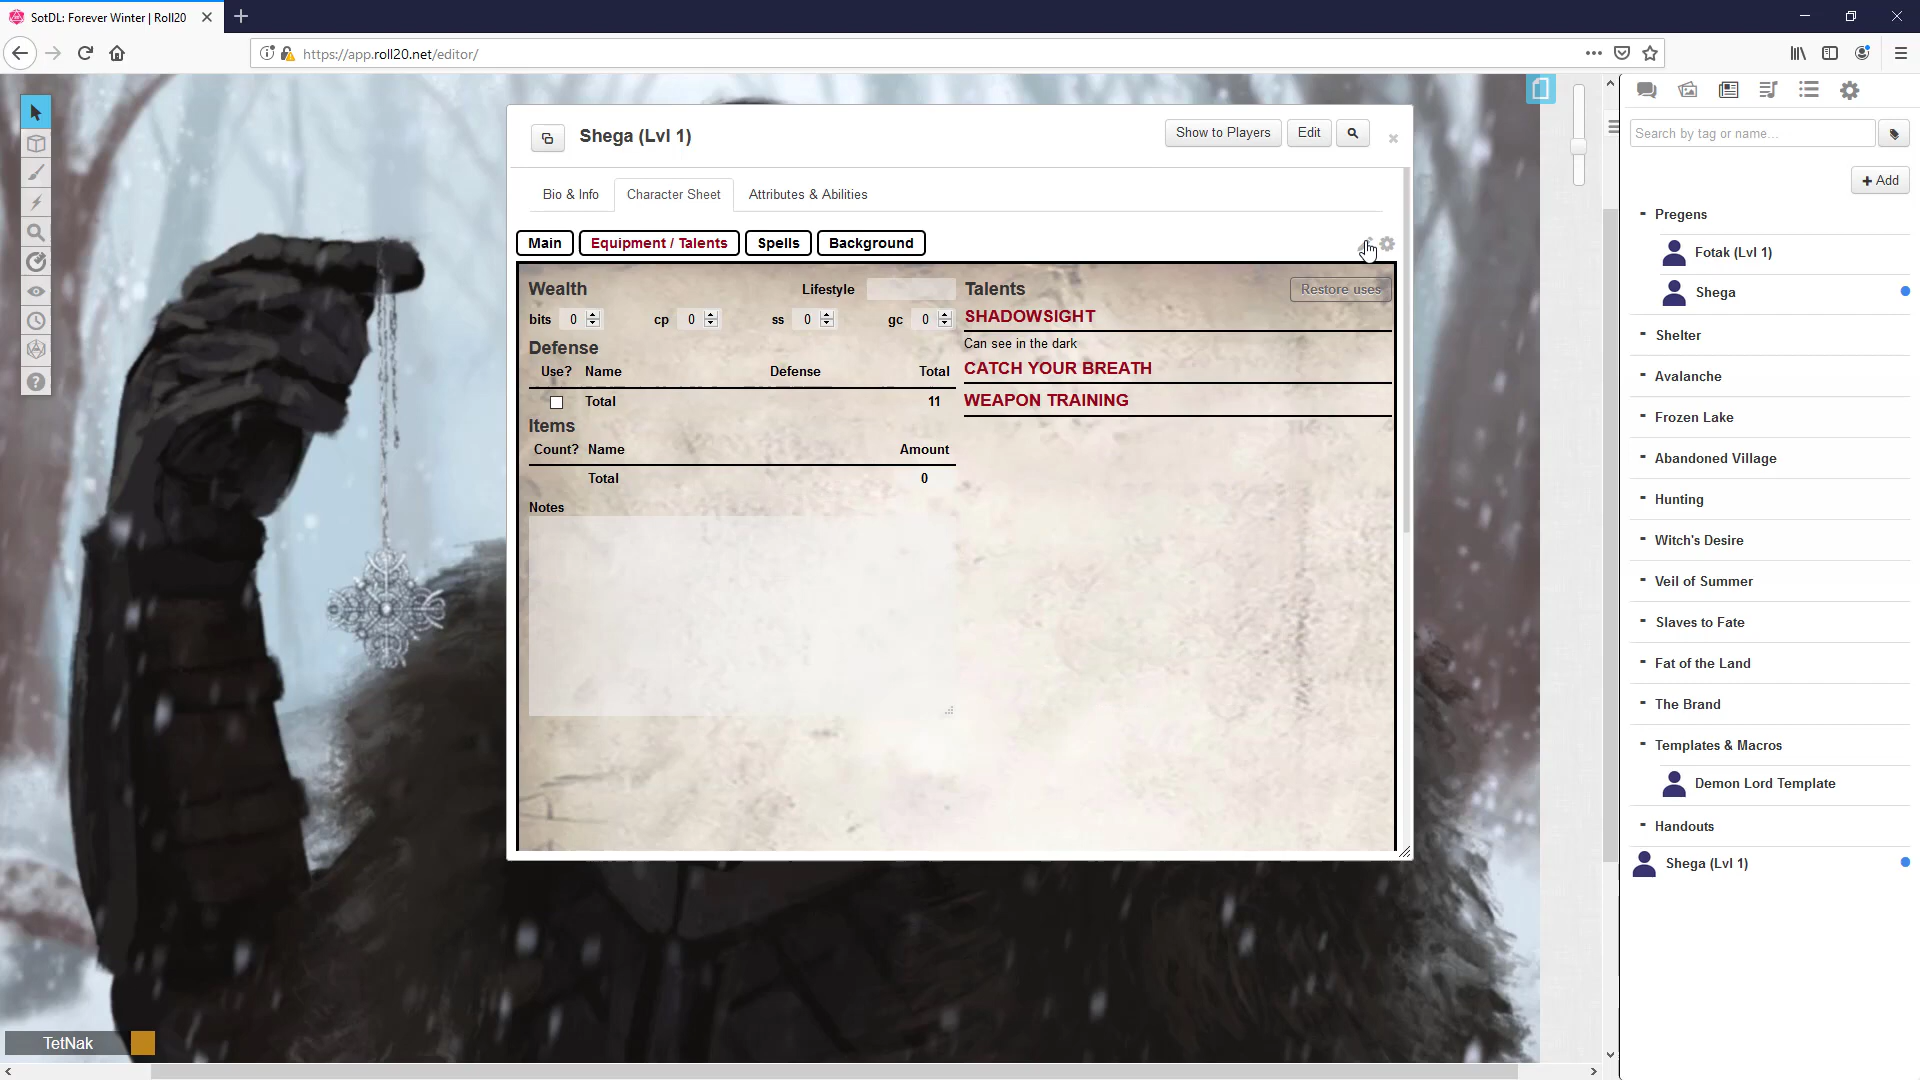 SotDL: Forever Winter | Roll20
https://app.roll20.net/editor/
Shega (Lvl 1)
Show to Players
Edit
Bio & Info
Character Sheet
Attributes & Abilities
Main
Equipment / Talents
Spells
Background
Wealth
Lifestyle
bits 0
cp 0
ss 0
gc 0
Defense
Use? Name Defense Total
Total 11
Items
Count? Name Amount
Total 0
Notes
Talents
Restore uses
SHADOWSIGHT
Can see in the dark
CATCH YOUR BREATH
WEAPON TRAINING
Search by tag or name...
+ Add
- Pregens
Fotak (Lvl 1)
Shega
- Shelter
- Avalanche
- Frozen Lake
- Abandoned Village
- Hunting
- Witch's Desire
- Veil of Summer
- Slaves to Fate
- Fat of the Land
- The Brand
- Templates & Macros
Demon Lord Template
- Handouts
Shega (Lvl 1)
TetNak